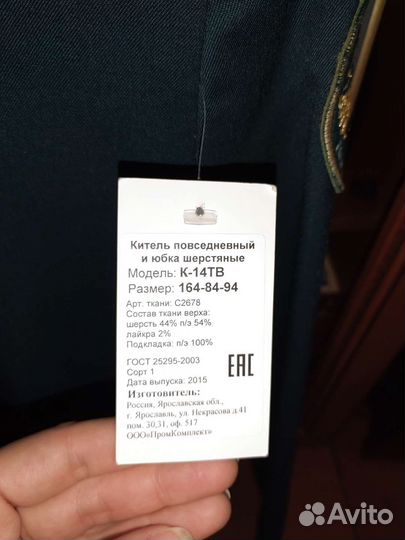 Китель повседневный
и юбка шерстяные
Модель: К-14ТВ
Размер: 164-84-94
Арт. ткани: С2678
Состав ткани верха:
шерсть 44% п/э 54%
лайкра 2%
Подкладка: п/э 100%
ГОСТ 25295-2003
Сорт 1
Дата выпуска: 2015
ЕАС
Изготовитель:
Россия, Ярославская обл.,
г. Ярославль, ул. Некрасова д.41
пом. 30,31, оф. 517
ООО«ПромКомплект»
Avito